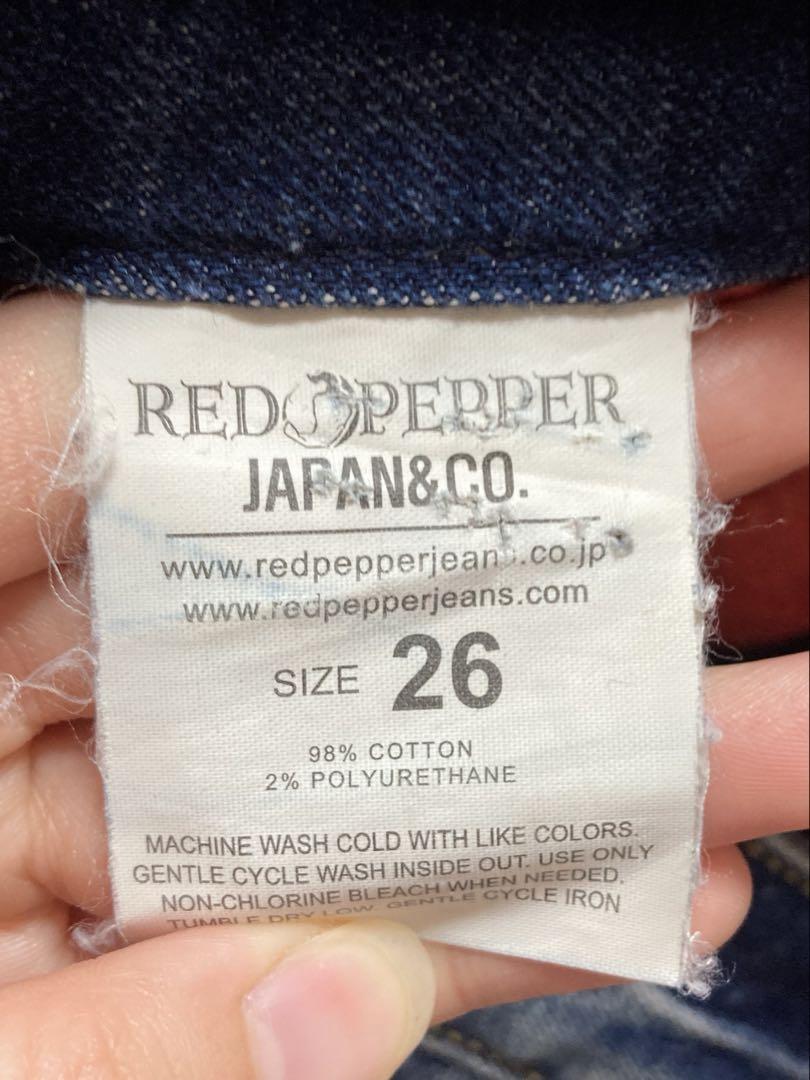 RED PEPPER
JAPAN&CO.
www.redpepperjeans.co.jp
www.redpepperjeans.com
SIZE 26
98% COTTON
2% POLYURETHANE
MACHINE WASH COLD WITH LIKE COLORS.
GENTLE CYCLE WASH INSIDE OUT. USE ONLY
NON-CHLORINE BLEACH WHEN NEEDED.
TUMBLE DRY LOW GENTLE CYCLE IRON